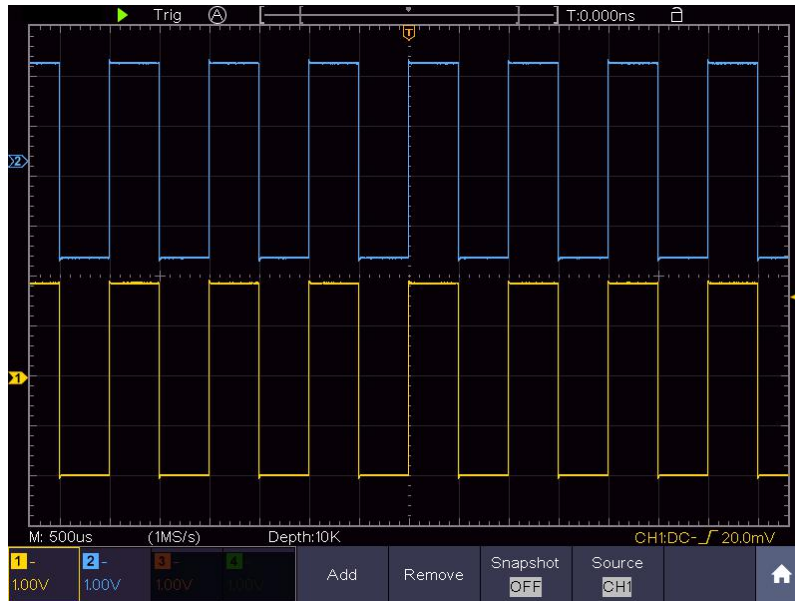 Trig A T:0.000ns
T
2
1
M: 500us (1MS/s) Depth:10K CH1:DC- 20.0mV
1 - 2 - 3 - 4 -
1.00V 1.00V 1.00V 1.00V
Add Remove Snapshot Source
OFF CH1